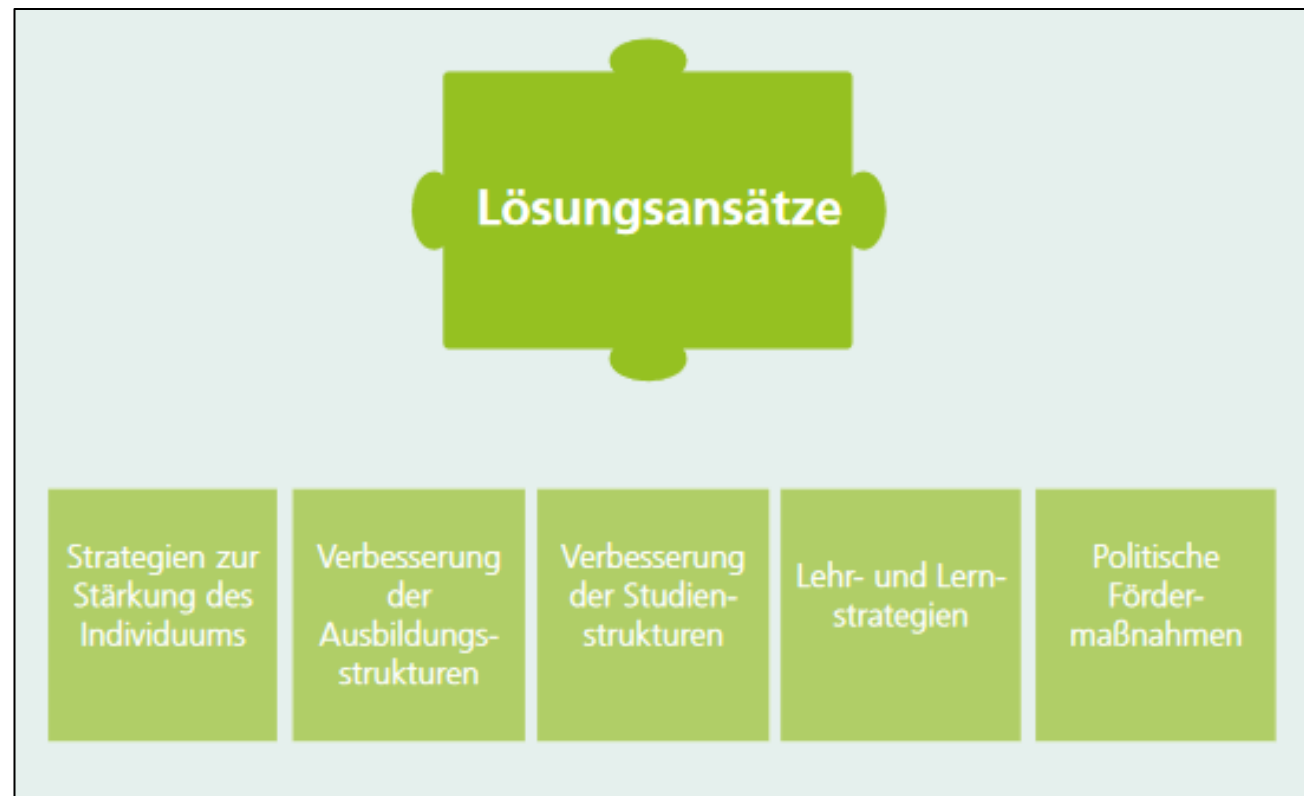 Lösungsansätze
Strategien zur
Stärkung des
Individuums
Verbesserung
der
Ausbildungs-
strukturen
Verbesserung
der Studien-
strukturen
Lehr- und Lern-
strategien
Politische
Förder-
maßnahmen